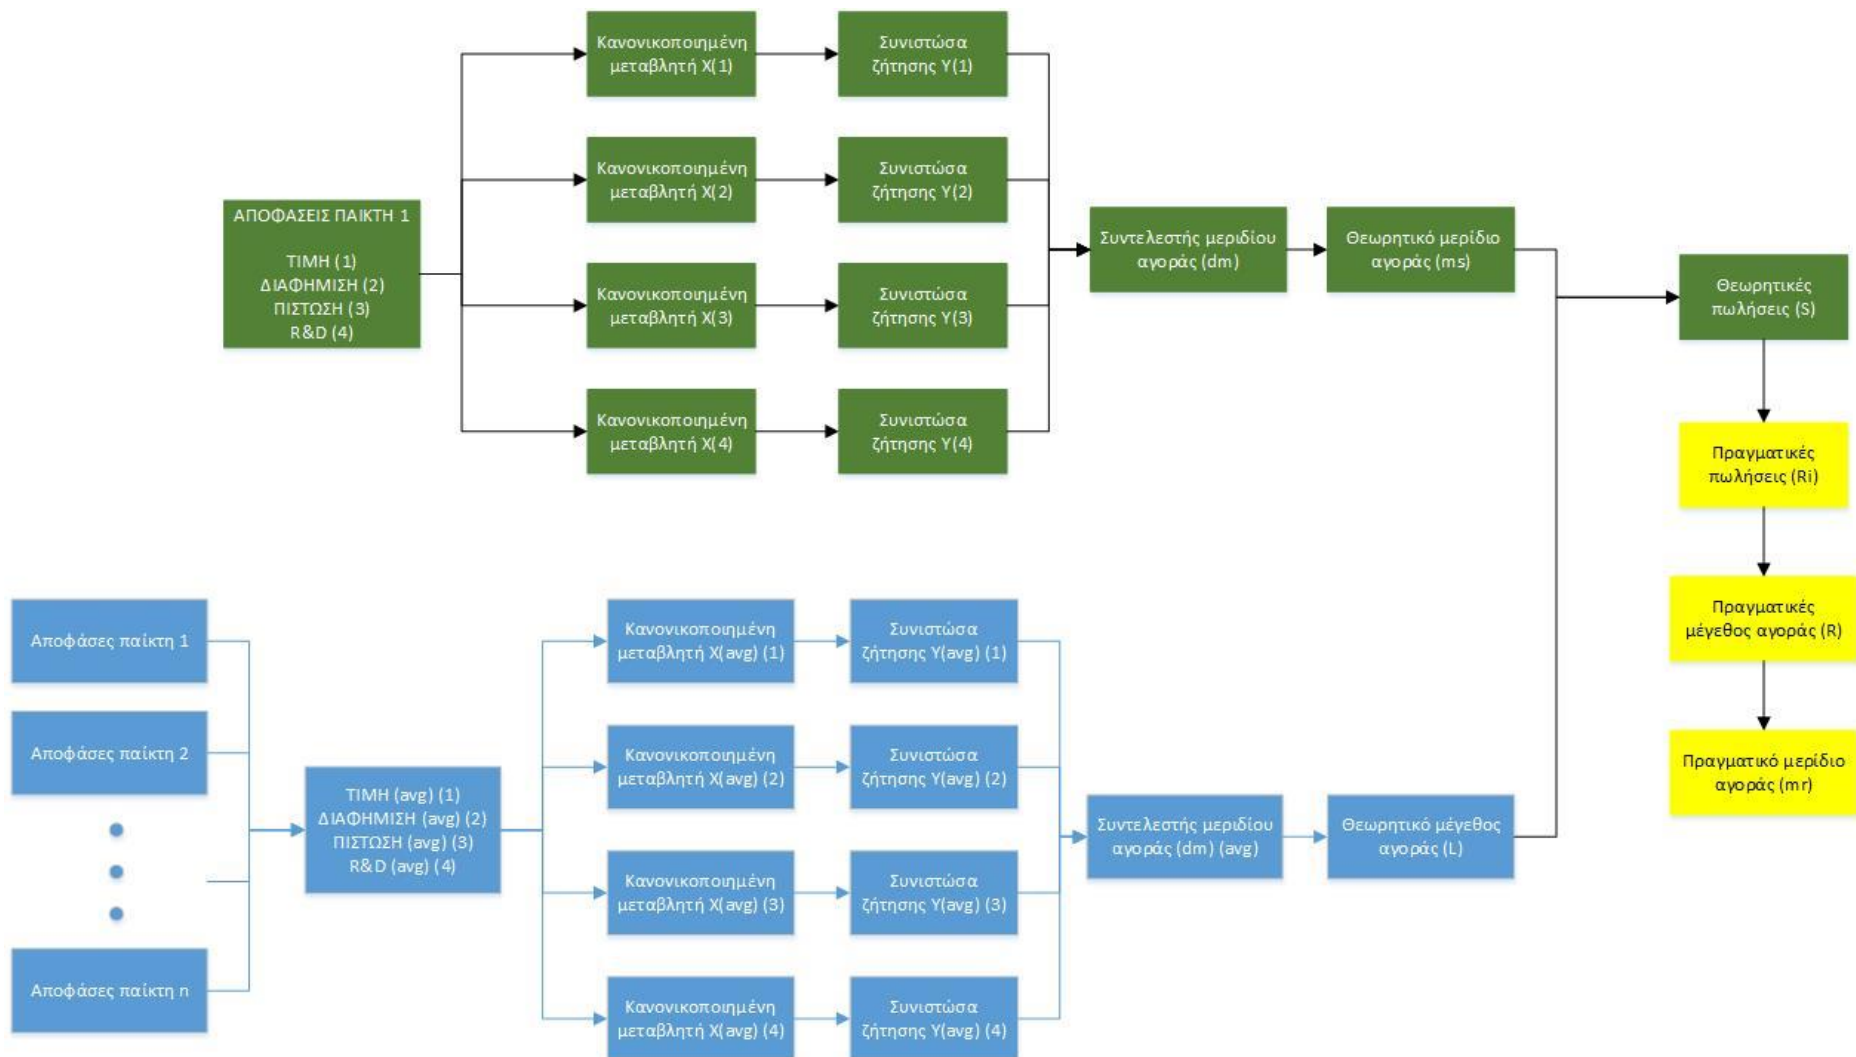 Κανονικοποιημένη
μεταβλητή Χ(1)
Συνιστώσα
ζήτησης Υ(1)
Κανονικοποιημένη
μεταβλητή Χ(2)
Συνιστώσα
ζήτησης Υ(2)
ΑΠΟΦΑΣΕΙΣ ΠΑΙΚΤΗ 1
ΤΙΜΗ (1)
ΔΙΑΦΗΜΙΣΗ (2)
ΠΙΣΤΩΣΗ (3)
R&D (4)
Συντελεστής μεριδίου
αγοράς (dm)
Θεωρητικό μερίδιο
αγοράς (ms)
Κανονικοποιημένη
μεταβλητή Χ(3)
Συνιστώσα
ζήτησης Υ(3)
Θεωρητικές
πωλήσεις (S)
Κανονικοποιημένη
μεταβλητή Χ(4)
Συνιστώσα
ζήτησης Υ(4)
Πραγματικές
πωλήσεις (Ri)
Πραγματικές
μέγεθος αγοράς (R)
Πραγματικό μερίδιο
αγοράς (mr)
Αποφάσες παίκτη 1
Αποφάσες παίκτη 2
Αποφάσες παίκτη n
ΤΙΜΗ (avg) (1)
ΔΙΑΦΗΜΙΣΗ (avg) (2)
ΠΙΣΤΩΣΗ (avg) (3)
R&D (avg) (4)
Κανονικοποιημένη
μεταβλητή Χ(avg) (1)
Συνιστώσα
ζήτησης Υ(avg) (1)
Κανονικοποιημένη
μεταβλητή Χ(avg) (2)
Συνιστώσα
ζήτησης Υ(avg) (2)
Κανονικοποιημένη
μεταβλητή Χ(avg) (3)
Συνιστώσα
ζήτησης Υ(avg) (3)
Κανονικοποιημένη
μεταβλητή Χ(avg) (4)
Συνιστώσα
ζήτησης Υ(avg) (4)
Συντελεστής μεριδίου
αγοράς (dm) (avg)
Θεωρητικό μέγεθος
αγοράς (L)